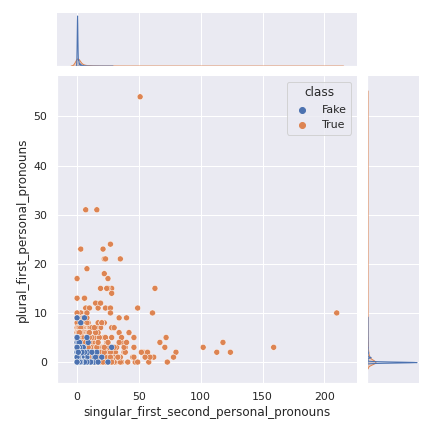 class
Fake
True
plural_first_personal_pronouns
50
40
30
20
10
0
0
50
100
150
200
singular_first_second_personal_pronouns